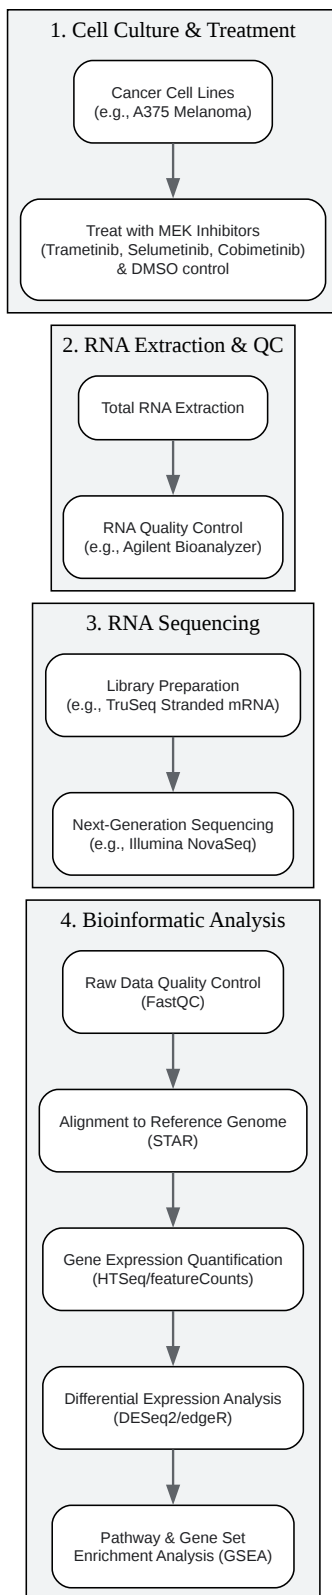 1. Cell Culture & Treatment
Cancer Cell Lines
(e.g., A375 Melanoma)
Treat with MEK Inhibitors
(Trametinib, Selumetinib, Cobimetinib)
& DMSO control
2. RNA Extraction & QC
Total RNA Extraction
RNA Quality Control
(e.g., Agilent Bioanalyzer)
3. RNA Sequencing
Library Preparation
(e.g., TruSeq Stranded mRNA)
Next-Generation Sequencing
(e.g., Illumina NovaSeq)
4. Bioinformatic Analysis
Raw Data Quality Control
(FastQC)
Alignment to Reference Genome
(STAR)
Gene Expression Quantification
(HTSeq/featureCounts)
Differential Expression Analysis
(DESeq2/edgeR)
Pathway & Gene Set
Enrichment Analysis (GSEA)